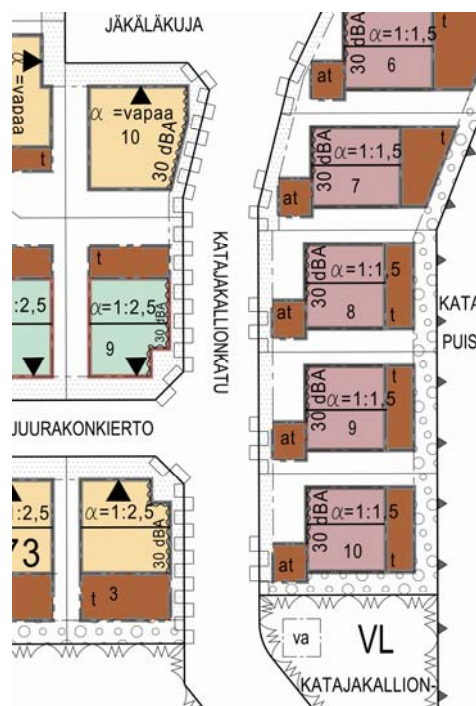 JÄKÄLÄKUJA
α=vapaa
t
α =vapaa
10
30 dBA
at
30 dBA
α=1:1,5
6
t
at
30 dBA
α=1:1,5
7
t
KATAJAKALLIONKATU
:2.5
t
α=1:2,5
9
30 dBA
at
30 dBA
α=1:1,5
8
t
KATA
PUIS
JUURAKONKIERTO
at
30 dBA
α=1:1,5
9
t
1:2,5
73
α=1:2,5
30 dBA
t 3
at
30 dBA
α=1:1,5
10
t
va
VL
KATAJAKALLION-